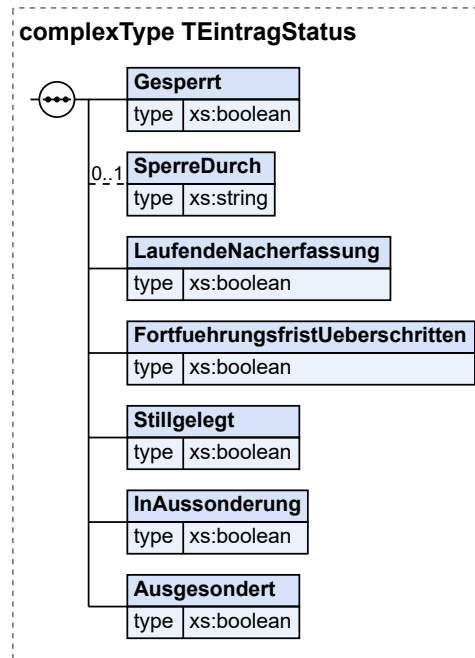 complexType TEintragStatus
Gesperrt
type xs:boolean
0..1
SperreDurch
type xs:string
LaufendeNacherfassung
type xs:boolean
FortfuehrungsfristUeberschritten
type xs:boolean
Stillgelegt
type xs:boolean
InAussonderung
type xs:boolean
Ausgesondert
type xs:boolean